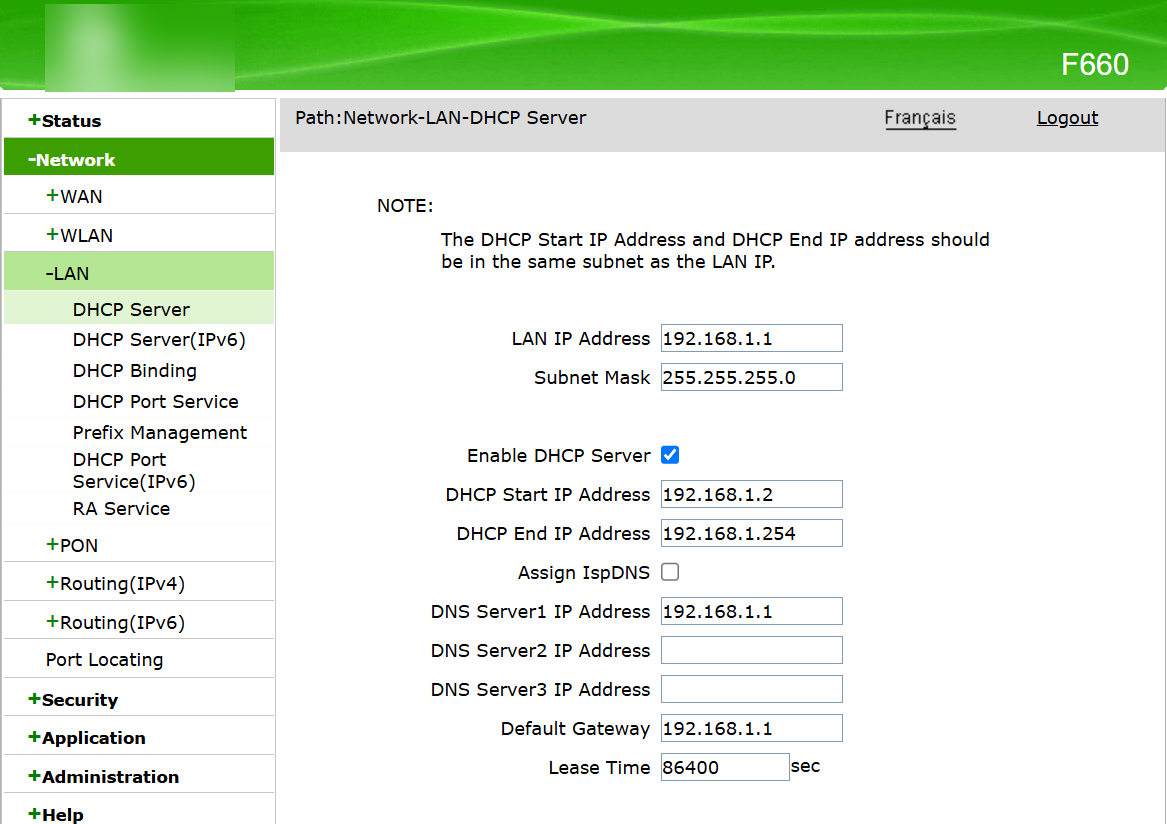 F660
Path:Network-LAN-DHCP Server Français Logout
+Status
-Network
+WAN
+WLAN
-LAN
DHCP Server
DHCP Server(IPv6)
DHCP Binding
DHCP Port Service
Prefix Management
DHCP Port
Service(IPv6)
RA Service
+PON
+Routing(IPv4)
+Routing(IPv6)
Port Locating
+Security
+Application
+Administration
+Help
NOTE:
The DHCP Start IP Address and DHCP End IP address should
be in the same subnet as the LAN IP.
LAN IP Address 192.168.1.1
Subnet Mask 255.255.255.0
Enable DHCP Server
DHCP Start IP Address 192.168.1.2
DHCP End IP Address 192.168.1.254
Assign IspDNS
DNS Server1 IP Address 192.168.1.1
DNS Server2 IP Address
DNS Server3 IP Address
Default Gateway 192.168.1.1
Lease Time 86400 sec